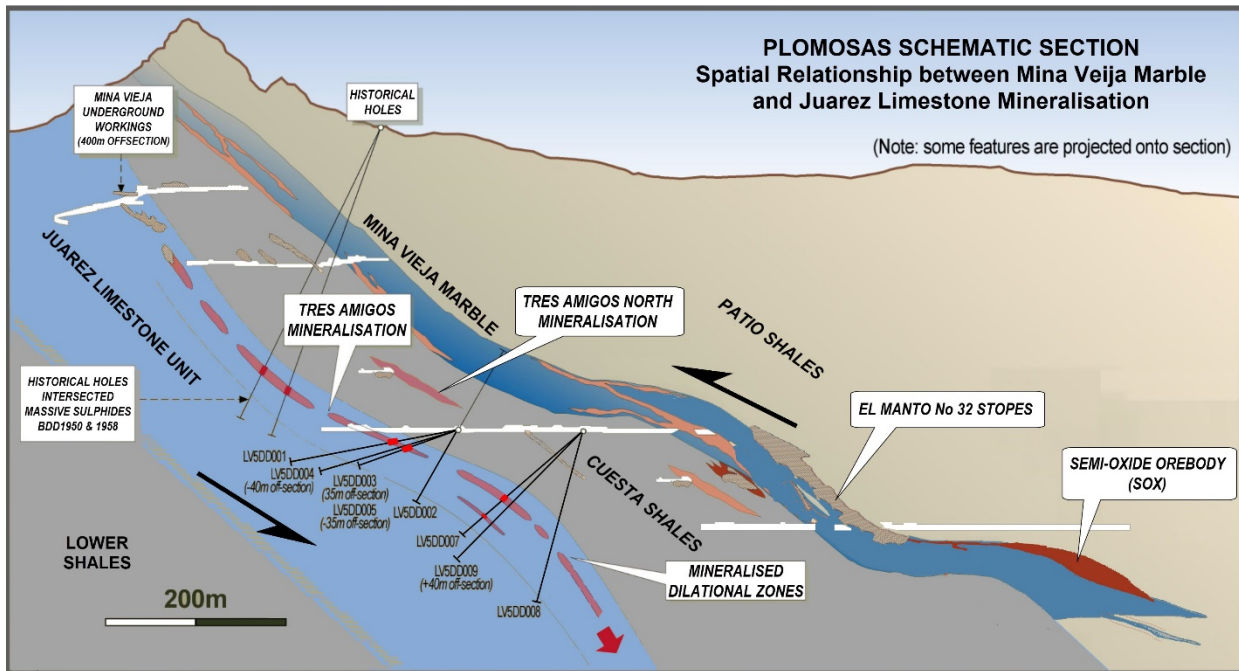 PLOMOSAS SCHEMATIC SECTION
Spatial Relationship between Mina Veija Marble
and Juarez Limestone Mineralisation
(Note: some features are projected onto section)
MINA VIEJA
UNDERGROUND
WORKINGS
(400m OFFSECTION)
HISTORICAL
HOLES
JUAREZ LIMESTONE UNIT
MINA VIEJA MARBLE
PATIO SHALES
TRES AMIGOS
MINERALISATION
TRES AMIGOS NORTH
MINERALISATION
HISTORICAL HOLES
INTERSECTED
MASSIVE SULPHIDES
BDD1950 & 1958
EL MANTO No 32 STOPES
SEMI-OXIDE OREBODY
(SOX)
CUESTA SHALES
LV5DD001
LV5DD004
(-40m off-section)
LV5DD003
(35m off-section)
LV5DD005
(-35m off-section)
LV5DD002
LV5DD007
LV5DD009
(+40m off-section)
LV5DD008
MINERALISED
DILATIONAL ZONES
LOWER
SHALES
200m